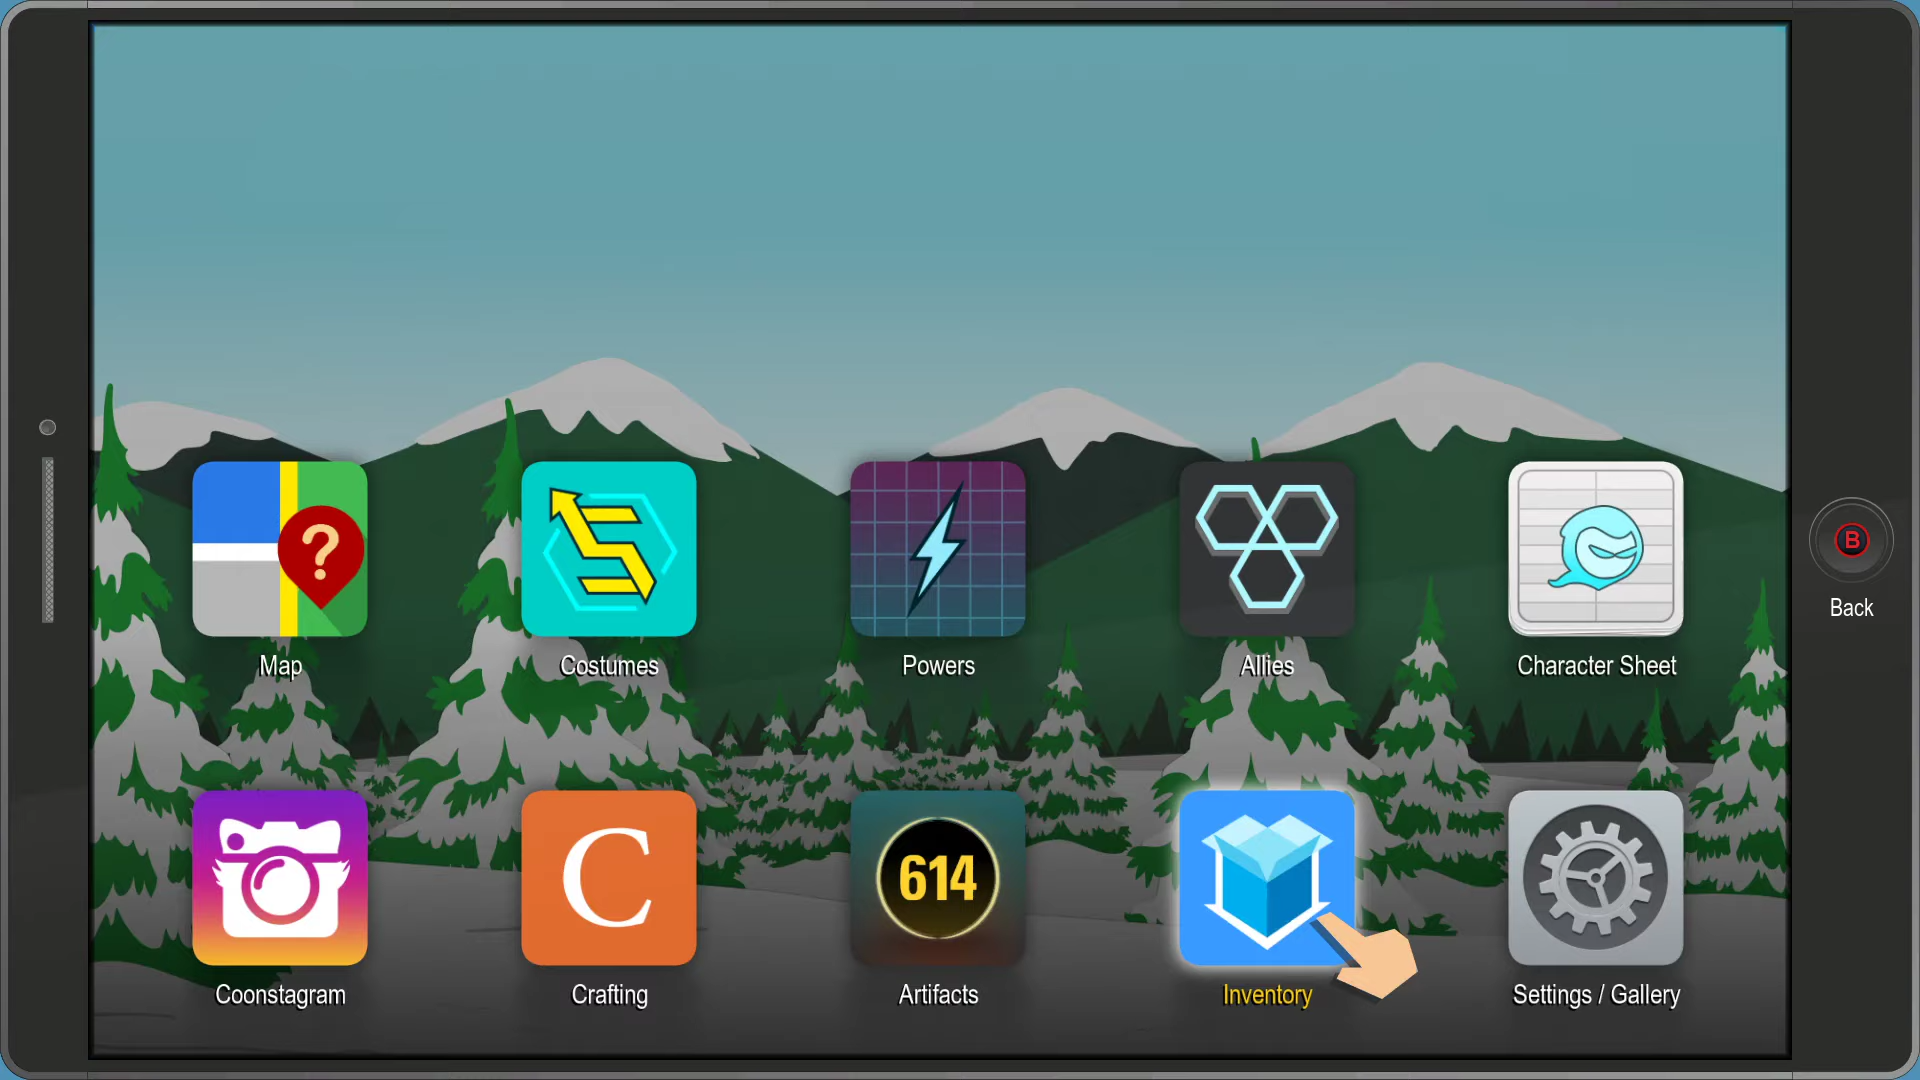 ?
Map
Costumes
Powers
Allies
Character Sheet
B
Back
C
614
Coonstagram
Crafting
Artifacts
Inventory
Settings / Gallery